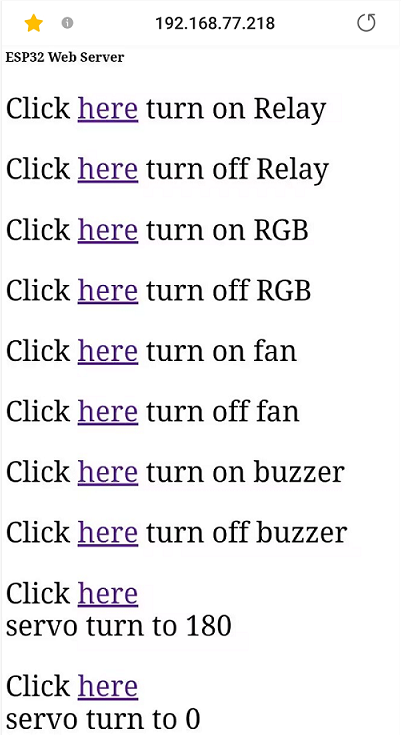 192.168.77.218
ESP32 Web Server
Click here turn on Relay
Click here turn off Relay
Click here turn on RGB
Click here turn off RGB
Click here turn on fan
Click here turn off fan
Click here turn on buzzer
Click here turn off buzzer
Click here
servo turn to 180
Click here
servo turn to 0